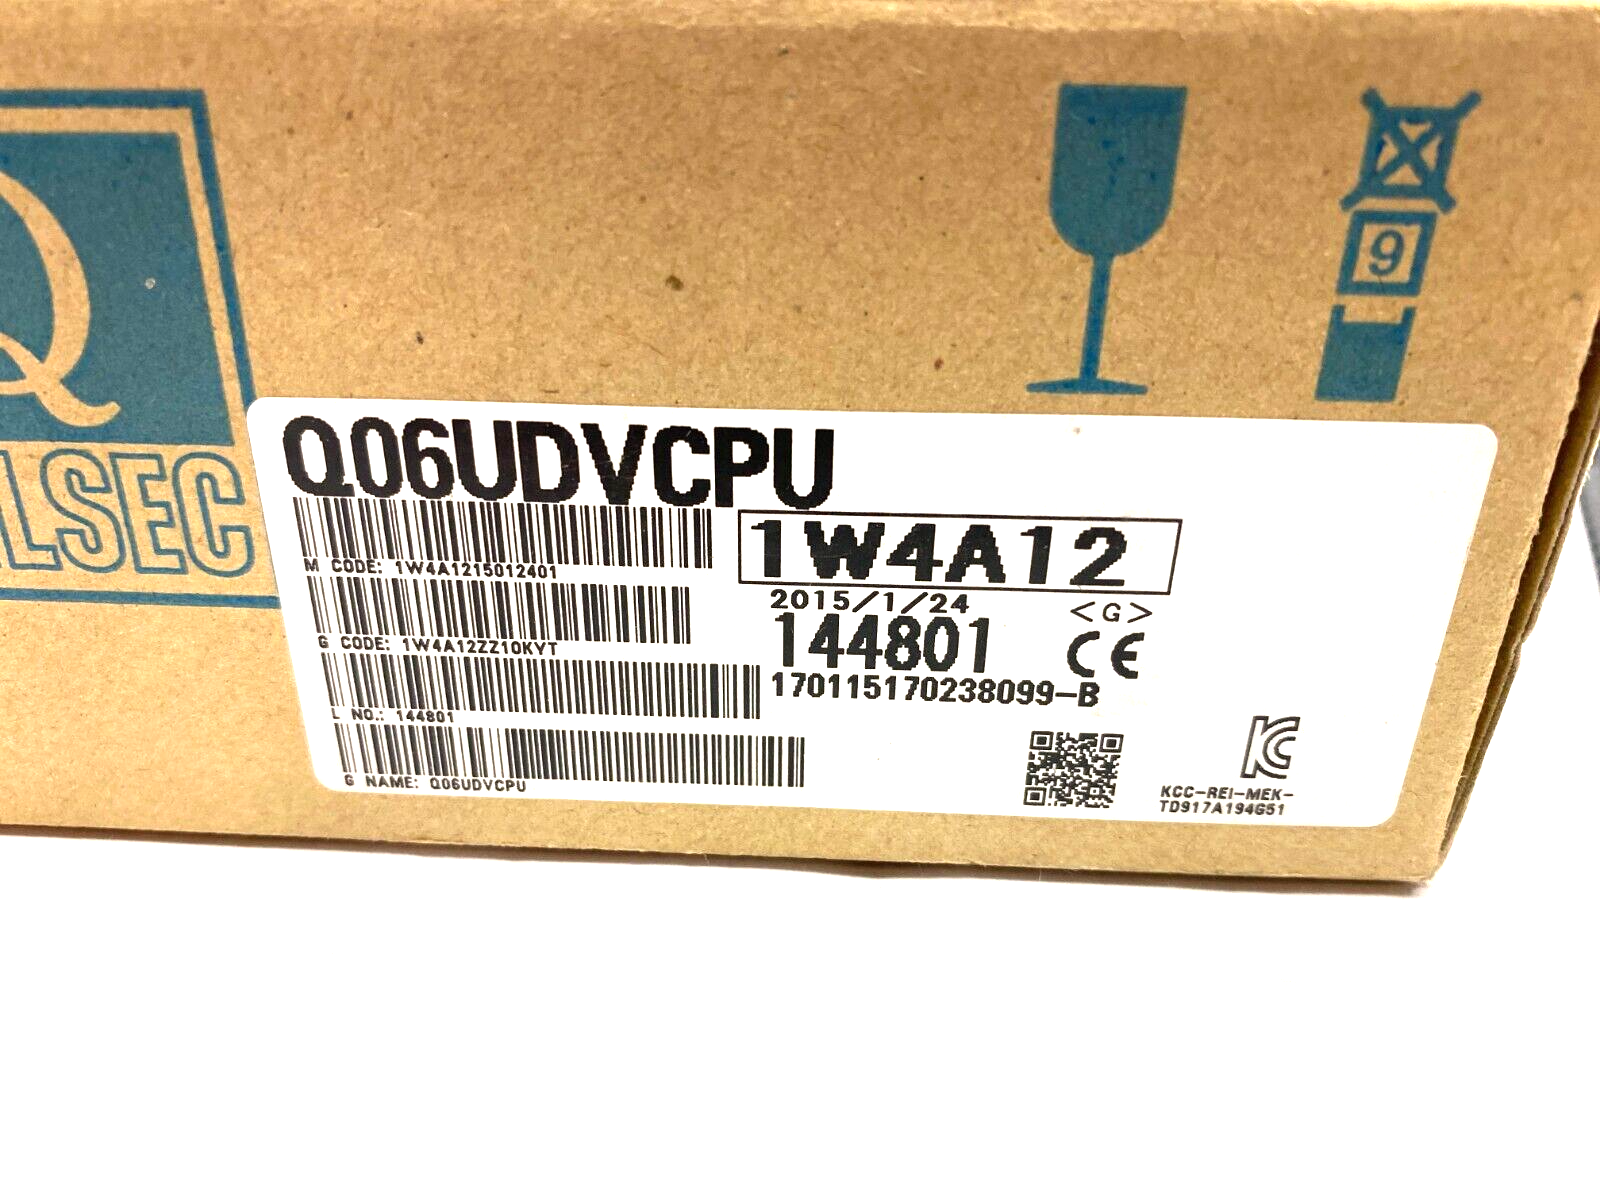 Q
LSEC
9
Q06UDVCPU
1W4A12
M CODE: 1W4A1215012401
2015/1/24 <G>
G CODE: 1W4A12ZZ10KYT
144801 CE
170115170238099-B
L NO.: 144801
G NAME: Q06UDVCPU
KC
KCC-REI-MEK-
TD917A194G51